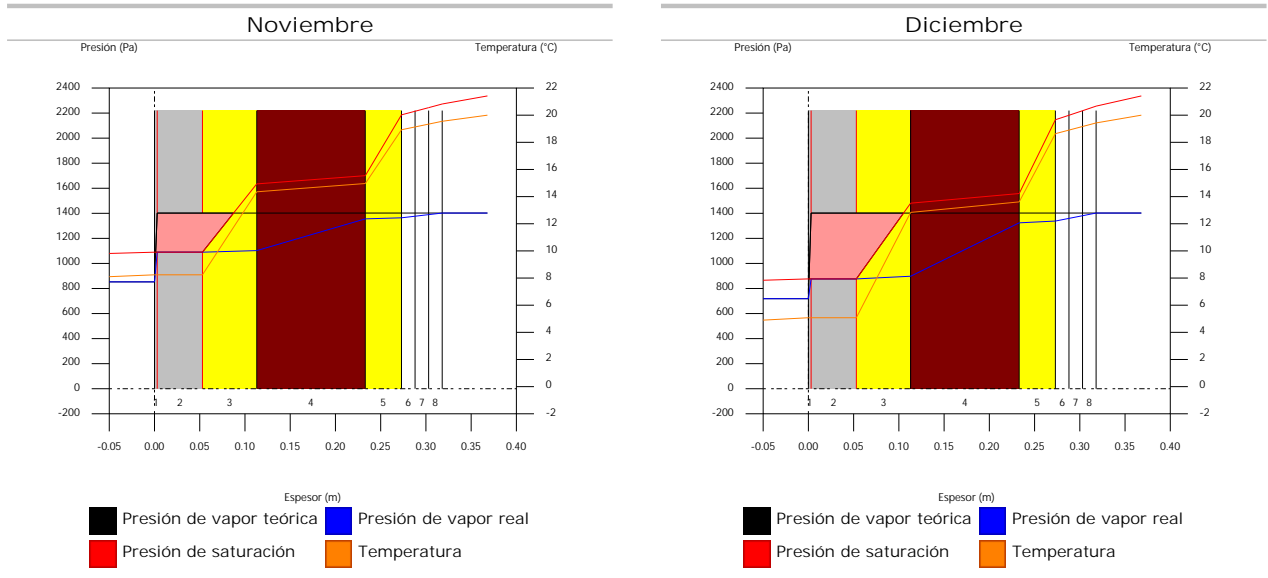 Noviembre
Presión (Pa) Temperatura (°C)
2400 22
2200 20
2000 18
1800 16
1600 14
1400 12
1200 10
1000 8
800 6
600 4
400 2
200 0
0 -2
-200
1 2 3 4 5 6 7 8
-0.05 0.00 0.05 0.10 0.15 0.20 0.25 0.30 0.35 0.40
Espesor (m)
Presión de vapor teórica Presión de vapor real
Presión de saturación Temperatura
Diciembre
Presión (Pa) Temperatura (°C)
2400 22
2200 20
2000 18
1800 16
1600 14
1400 12
1200 10
1000 8
800 6
600 4
400 2
200 0
0 -2
-200
1 2 3 4 5 6 7 8
-0.05 0.00 0.05 0.10 0.15 0.20 0.25 0.30 0.35 0.40
Espesor (m)
Presión de vapor teórica Presión de vapor real
Presión de saturación Temperatura